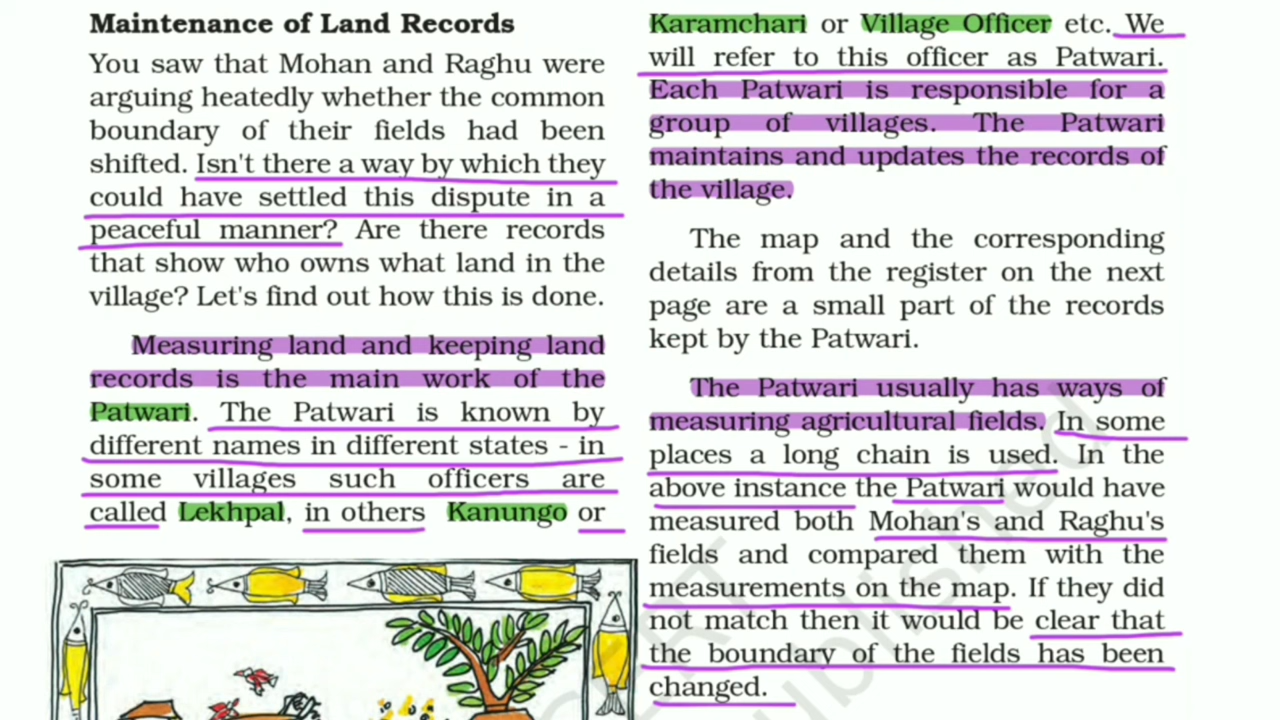 Maintenance of Land Records
You saw that Mohan and Raghu were
arguing heatedly whether the common
boundary of their fields had been
shifted. Isn't there a way by which they
could have settled this dispute in a
peaceful manner? Are there records
that show who owns what land in the
village? Let's find out how this is done.
Measuring land and keeping land
records is the main work of the
Patwari. The Patwari is known by
different names in different states - in
some villages such officers are
called Lekhpal, in others Kanungo or
Karamchari or Village Officer etc. We
will refer to this officer as Patwari.
Each Patwari is responsible for a
group of villages. The Patwari
maintains and updates the records of
the village.
The map and the corresponding
details from the register on the next
page are a small part of the records
kept by the Patwari.
The Patwari usually has ways of
measuring agricultural fields. In some
places a long chain is used. In the
above instance the Patwari would have
measured both Mohan's and Raghu's
fields and compared them with the
measurements on the map. If they did
not match then it would be clear that
the boundary of the fields has been
changed.